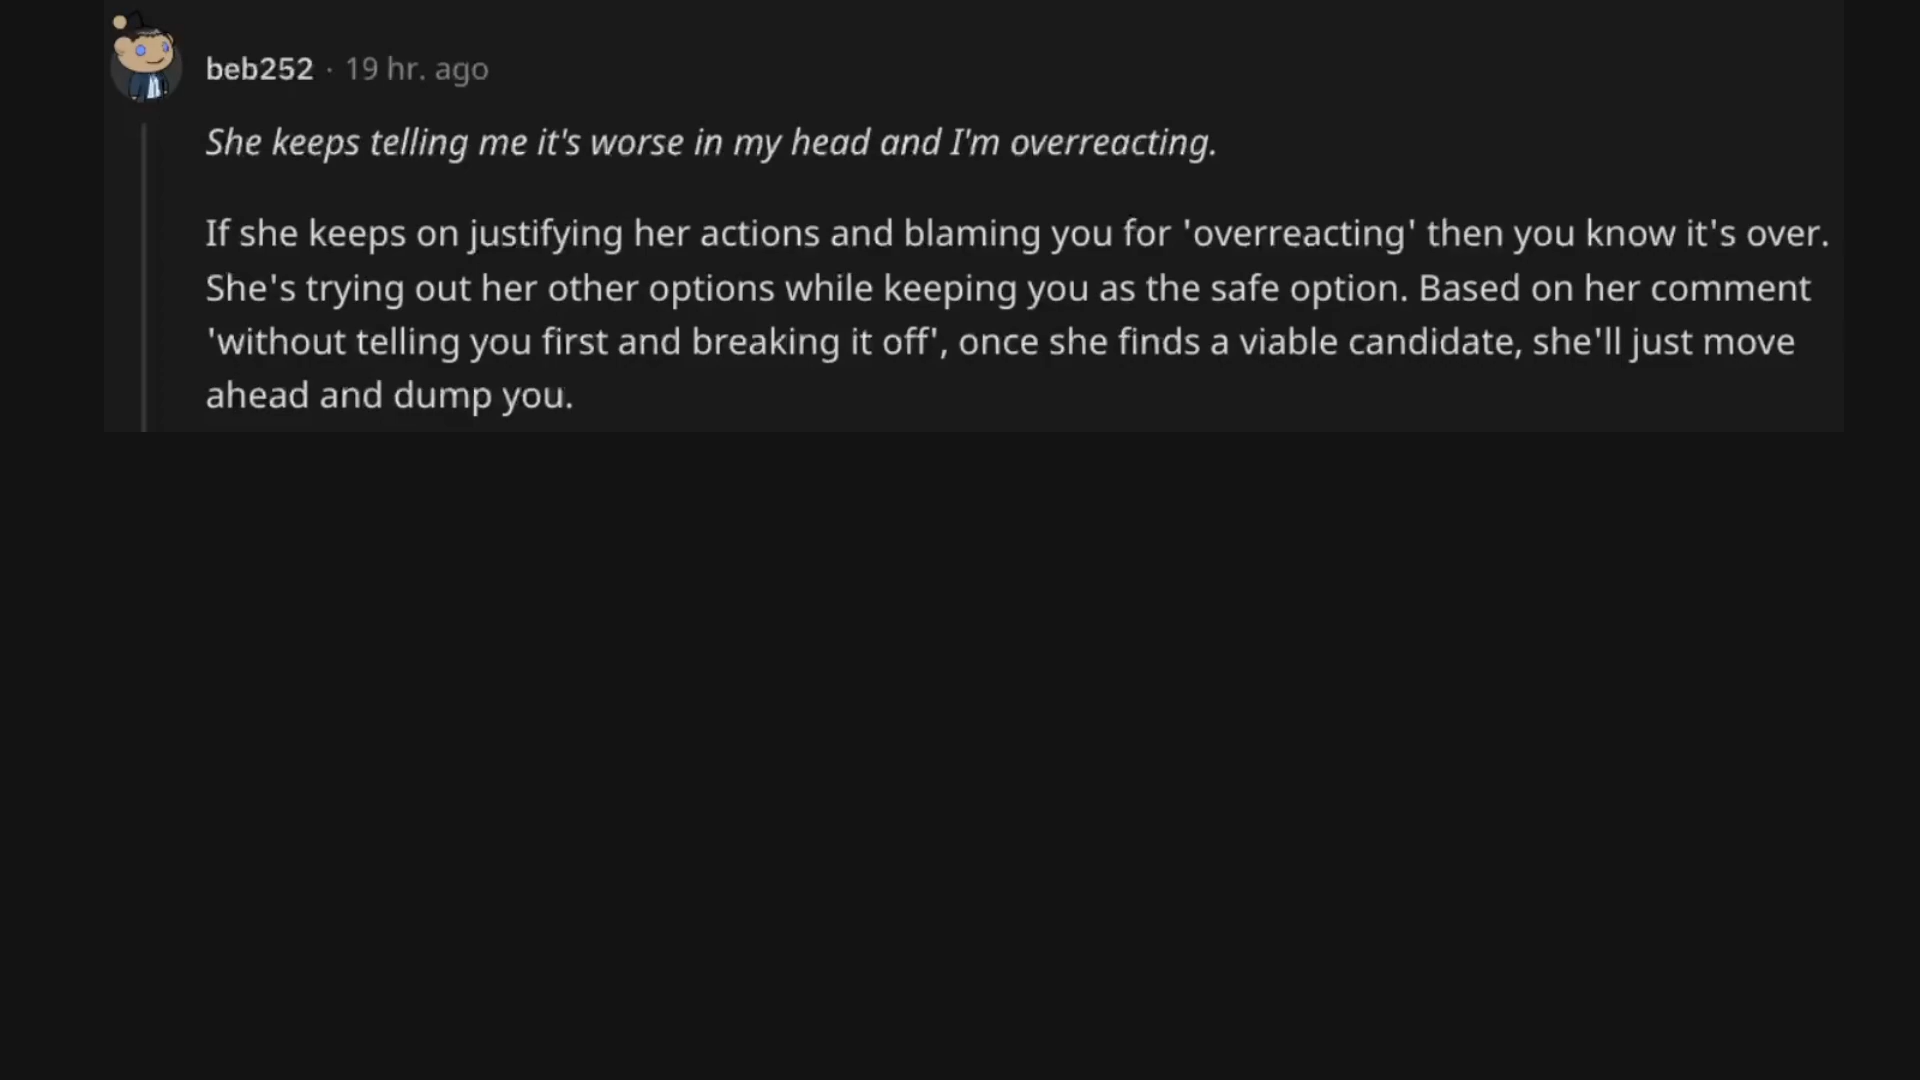 beb252 · 19 hr. ago
She keeps telling me it's worse in my head and I'm overreacting.
If she keeps on justifying her actions and blaming you for 'overreacting' then you know it's over.
She's trying out her other options while keeping you as the safe option. Based on her comment
'without telling you first and breaking it off', once she finds a viable candidate, she'll just move
ahead and dump you.